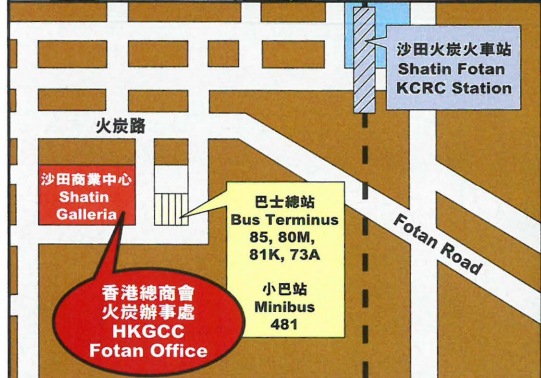 沙田火炭火車站
Shatin Fotan
KCRC Station
火炭路
沙田商業中心
Shatin
Galleria
巴士總站
Bus Terminus
85, 80M,
81K, 73A
小巴站
Minibus
481
Fotan Road
香港總商會
火炭辦事處
HKGCC
Fotan Office